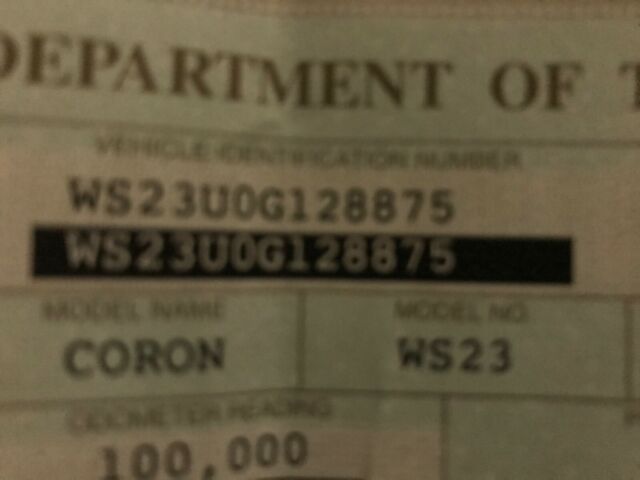 DEPARTMENT OF T
VEHICLE IDENTIFICATION NUMBER
WS23U0G128875
WS23U0G128875
MODEL NAME
MODEL NO.
CORON
WS23
ODOMETER READING
100,000